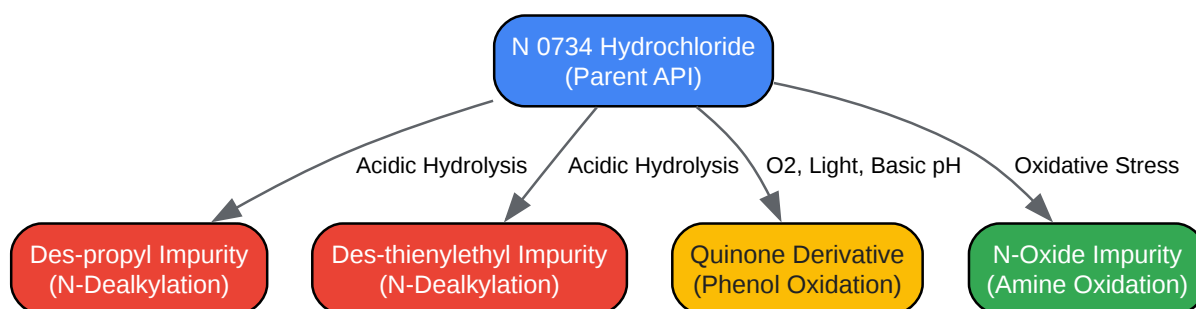 N 0734 Hydrochloride
(Parent API)
Acidic Hydrolysis
Acidic Hydrolysis
O2, Light, Basic pH
Oxidative Stress
Des-propyl Impurity
(N-Dealkylation)
Des-thienylethyl Impurity
(N-Dealkylation)
Quinone Derivative
(Phenol Oxidation)
N-Oxide Impurity
(Amine Oxidation)